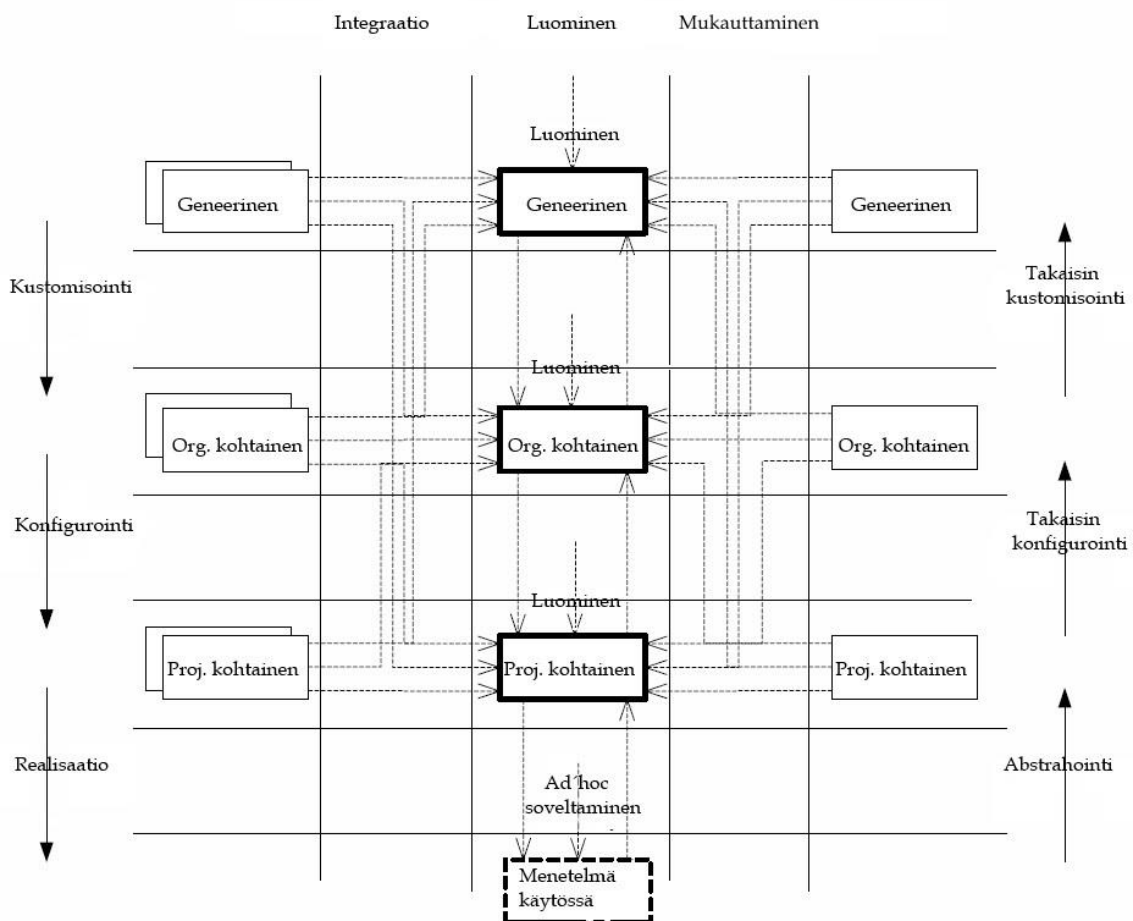 Integraatio
Luominen
Mukauttaminen
Luominen
Geneerinen
Geneerinen
Geneerinen
Kustomisointi
Takaisin
kustomisointi
Luominen
Org. kohtainen
Org. kohtainen
Org. kohtainen
Konfigurointi
Takaisin
konfigurointi
Luominen
Proj. kohtainen
Proj. kohtainen
Proj. kohtainen
Realisaatio
Abstrahointi
Ad hoc
soveltaminen
Menetelmä
käytössä